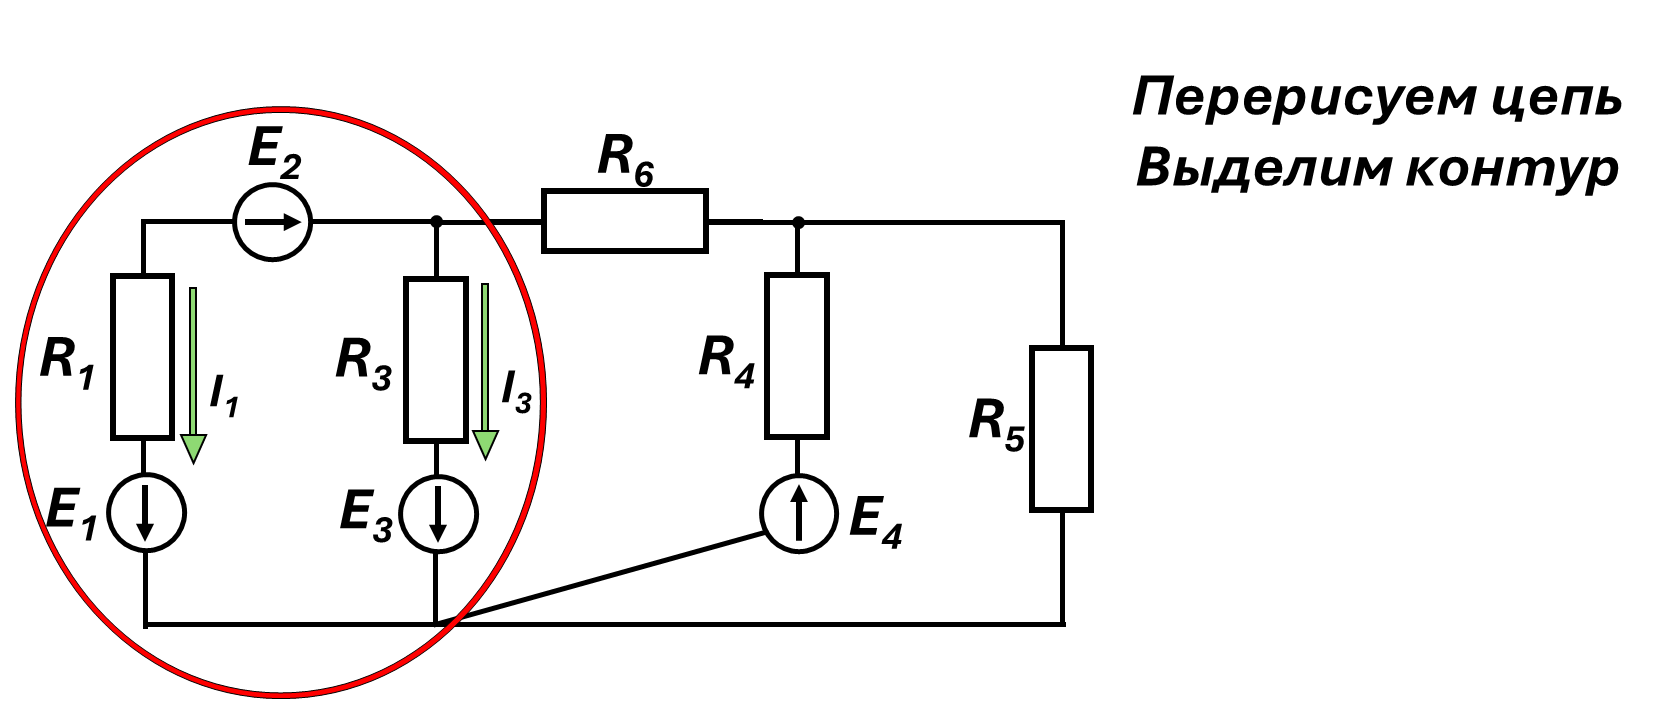 Перерисуем цепь
Выделим контур
E2
R6
R1
I1
R3
I3
R4
R5
E1
E3
E4